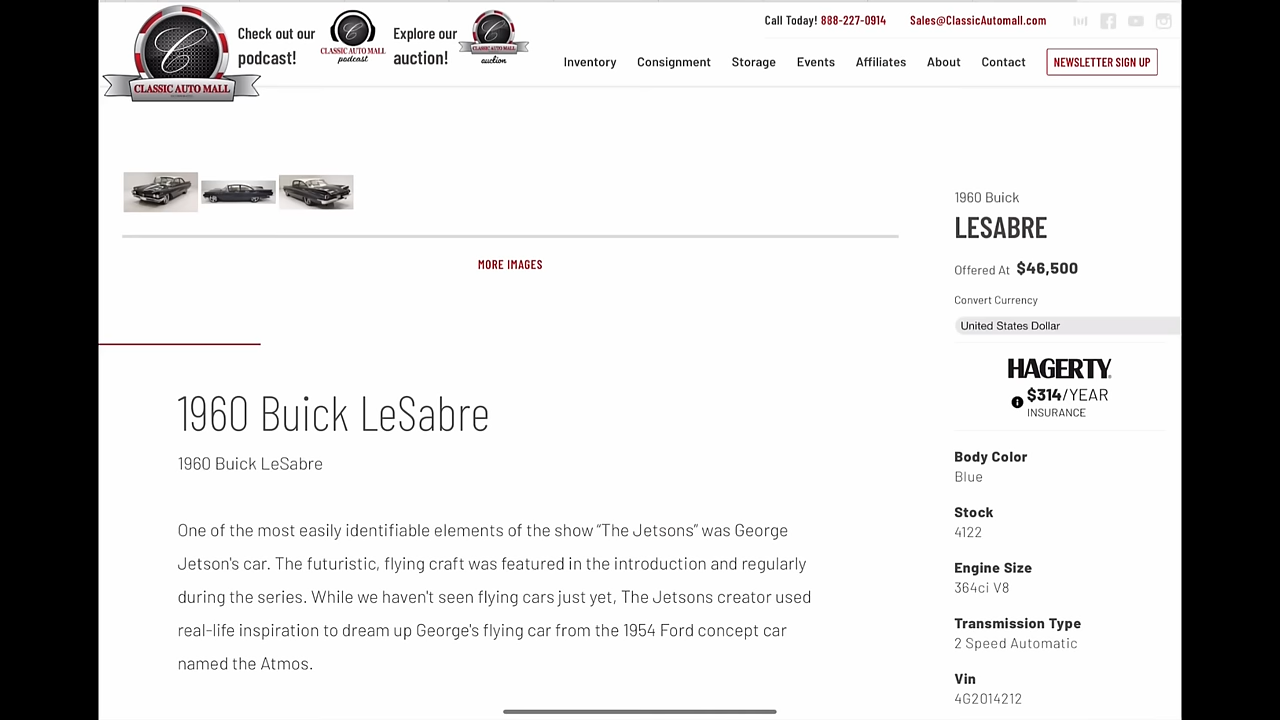 Check out our
podcast!
CLASSIC AUTO MALL
podcast
Explore our
auction!
CLASSIC AUTO MALL
auction
CLASSIC AUTO MALL
Call Today! 888-227-0914
Sales@ClassicAutomall.com
Inventory
Consignment
Storage
Events
Affiliates
About
Contact
NEWSLETTER SIGN UP
MORE IMAGES
1960 Buick LeSabre
1960 Buick LeSabre
One of the most easily identifiable elements of the show “The Jetsons” was George
Jetson's car. The futuristic, flying craft was featured in the introduction and regularly
during the series. While we haven't seen flying cars just yet, The Jetsons creator used
real-life inspiration to dream up George's flying car from the 1954 Ford concept car
named the Atmos.
1960 Buick
LESABRE
Offered At $46,500
Convert Currency
United States Dollar
HAGERTY
$314/YEAR
INSURANCE
Body Color
Blue
Stock
4122
Engine Size
364ci V8
Transmission Type
2 Speed Automatic
Vin
4G2014212